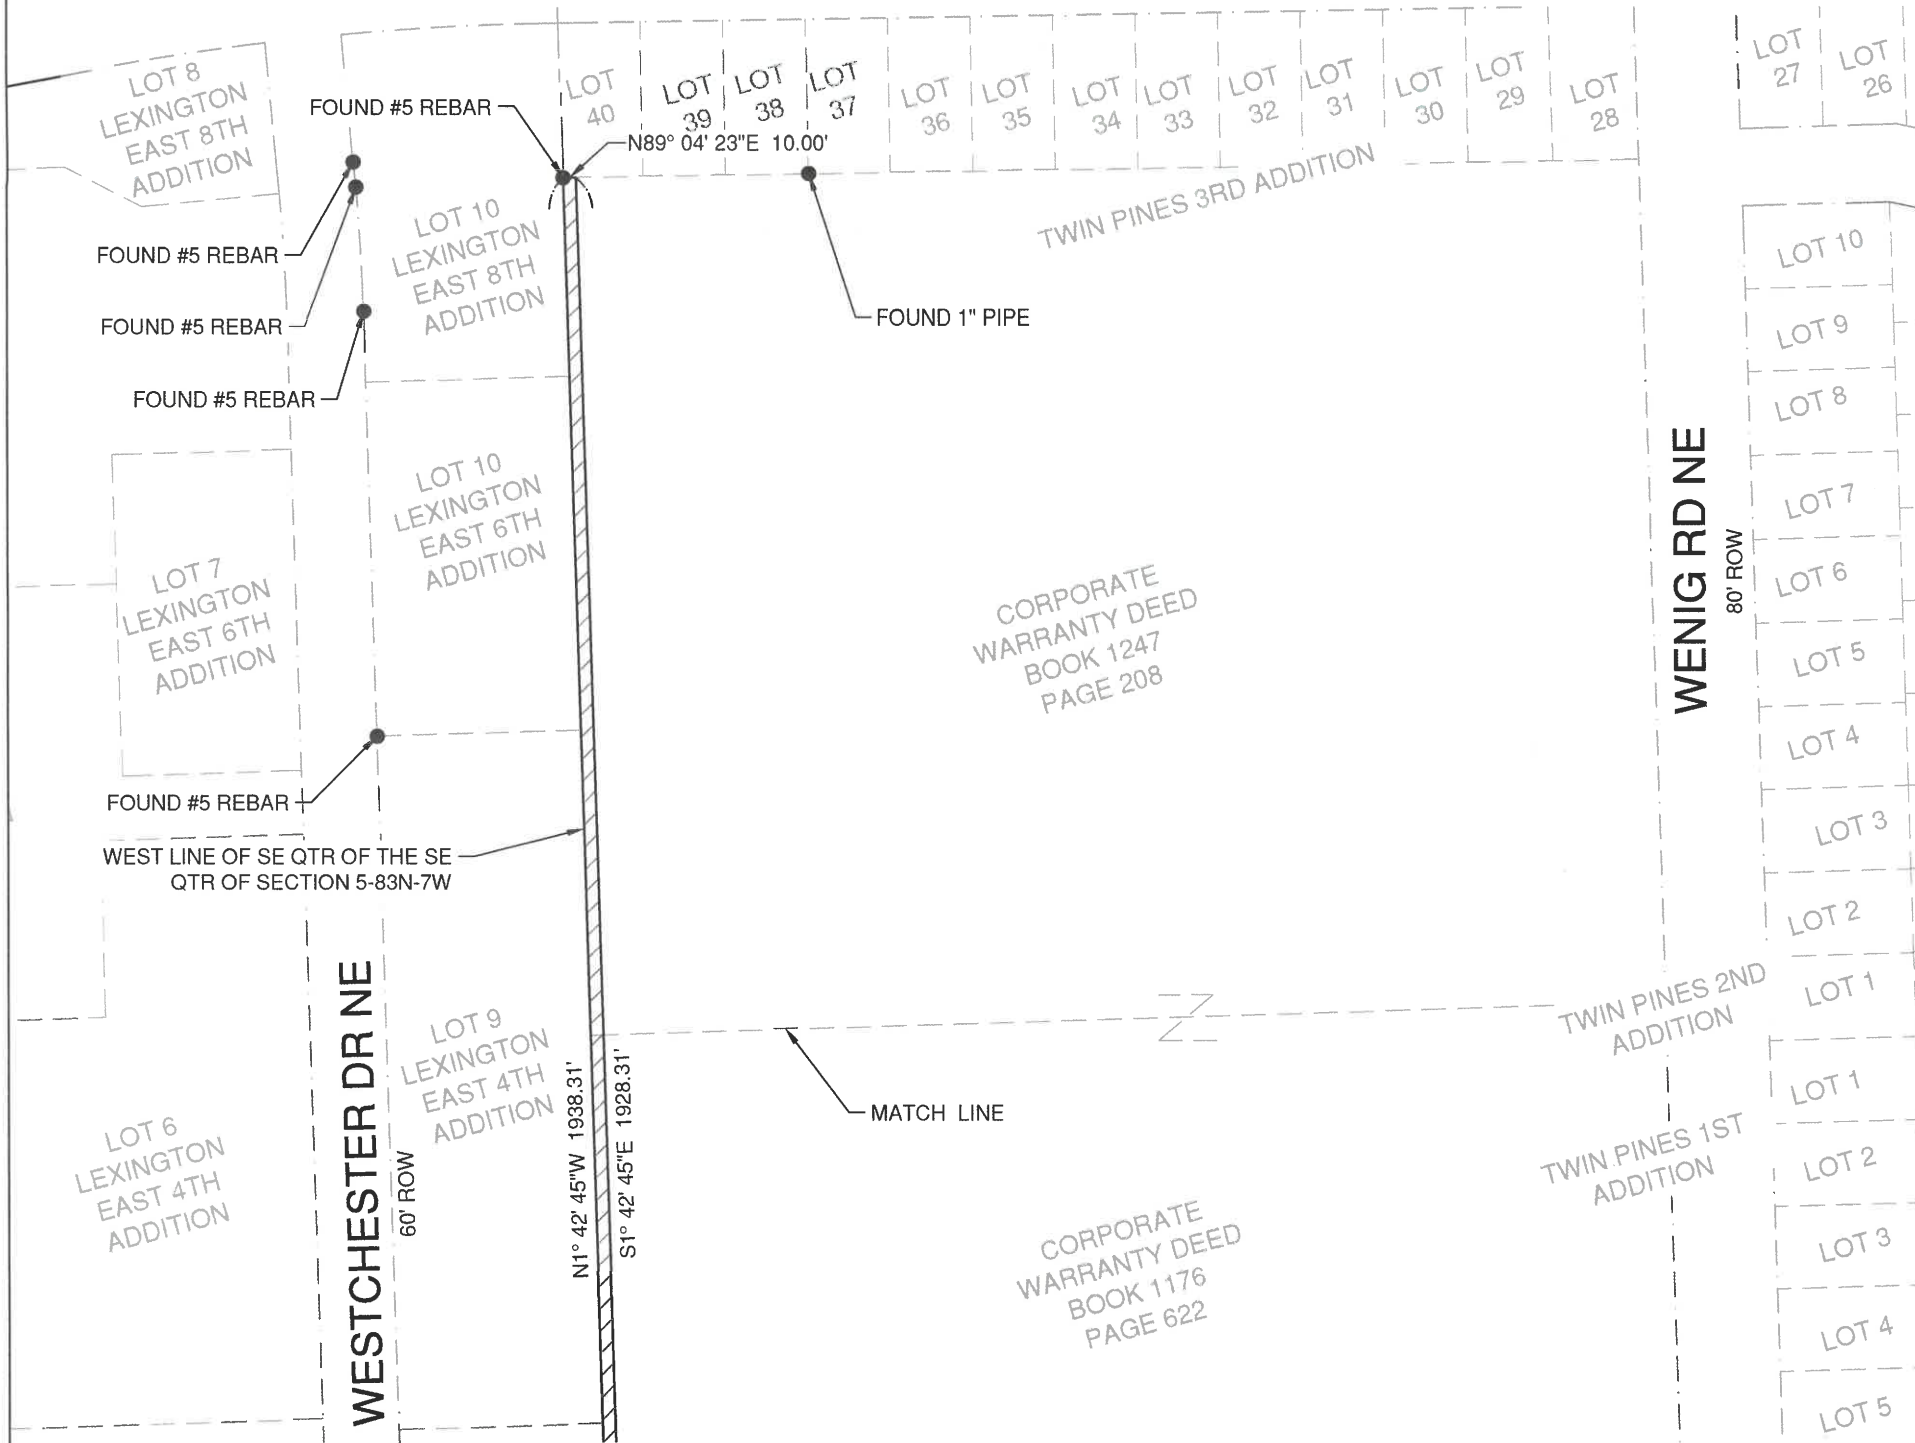 LOT 8
LEXINGTON
EAST 8TH
ADDITION
FOUND #5 REBAR
LOT
40
LOT
39
LOT
38
LOT
37
LOT
36
LOT
35
LOT
34
LOT
33
LOT
32
LOT
31
LOT
30
LOT
29
LOT
28
LOT
27
LOT
26
N89° 04' 23"E 10.00'
TWIN PINES 3RD ADDITION
LOT 10
LEXINGTON
EAST 8TH
ADDITION
FOUND #5 REBAR
FOUND #5 REBAR
FOUND #5 REBAR
FOUND 1" PIPE
LOT 10
LEXINGTON
EAST 6TH
ADDITION
LOT 7
LEXINGTON
EAST 6TH
ADDITION
CORPORATE
WARRANTY DEED
BOOK 1247
PAGE 208
WENIG RD NE
80' ROW
LOT 10
LOT 9
LOT 8
LOT 7
LOT 6
LOT 5
LOT 4
LOT 3
LOT 2
LOT 1
FOUND #5 REBAR
WEST LINE OF SE QTR OF THE SE
QTR OF SECTION 5-83N-7W
WESTCHESTER DR NE
60' ROW
LOT 9
LEXINGTON
EAST 4TH
ADDITION
LOT 6
LEXINGTON
EAST 4TH
ADDITION
N1° 42' 45"W 1938.31'
S1° 42' 45"E 1928.31'
MATCH LINE
TWIN PINES 2ND
ADDITION
TWIN PINES 1ST
ADDITION
CORPORATE
WARRANTY DEED
BOOK 1176
PAGE 622
LOT 1
LOT 2
LOT 3
LOT 4
LOT 5